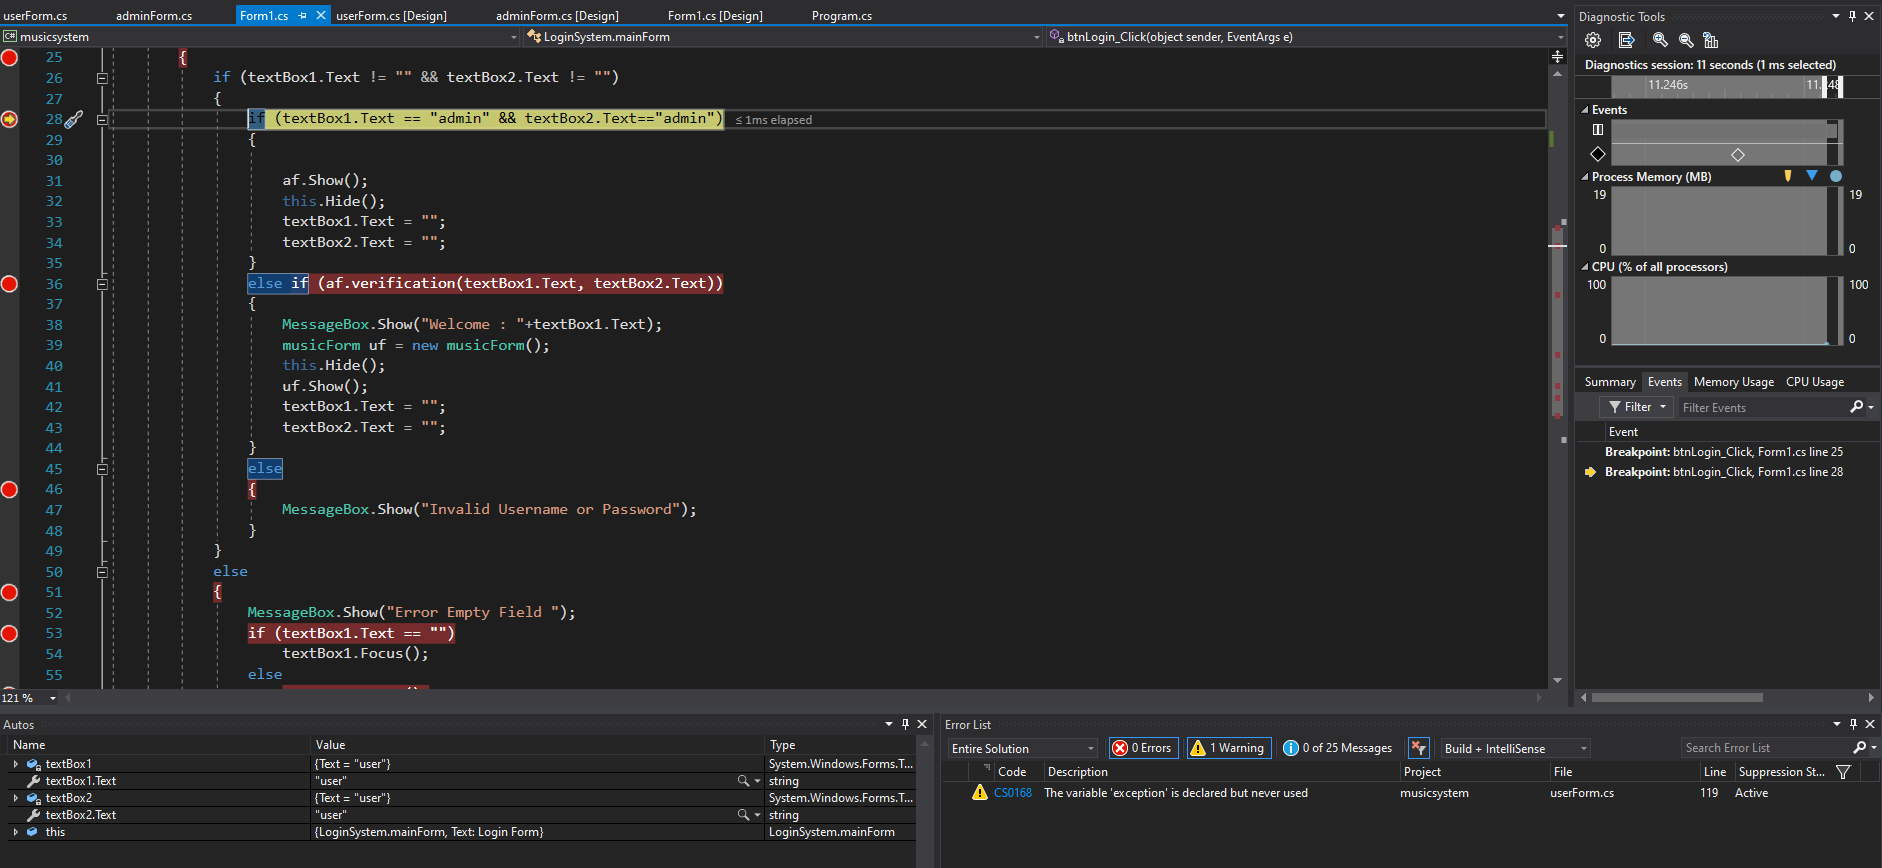 userForm.cs adminForm.cs Form1.cs userForm.cs [Design] adminForm.cs [Design] Form1.cs [Design] Program.cs
C# musicsystem LoginSystem.mainForm btnLogin_Click(object sender, EventArgs e)
25 {
26 if (textBox1.Text != "" && textBox2.Text != "")
27 {
28 if (textBox1.Text == "admin" && textBox2.Text=="admin") ≤ 1ms elapsed
29 {
30
31 af.Show();
32 this.Hide();
33 textBox1.Text = "";
34 textBox2.Text = "";
35 }
36 else if (af.verification(textBox1.Text, textBox2.Text))
37 {
38 MessageBox.Show("Welcome : "+textBox1.Text);
39 musicForm uf = new musicForm();
40 this.Hide();
41 uf.Show();
42 textBox1.Text = "";
43 textBox2.Text = "";
44 }
45 else
46 {
47 MessageBox.Show("Invalid Username or Password");
48 }
49 }
50 else
51 {
52 MessageBox.Show("Error Empty Field ");
53 if (textBox1.Text == "")
54 textBox1.Focus();
55 else
121 %
Diagnostic Tools
Diagnostics session: 11 seconds (1 ms selected)
11.246s
Events
Process Memory (MB)
19 19
0 0
CPU (% of all processors)
100 100
0 0
Summary Events Memory Usage CPU Usage
Filter Filter Events
Event
Breakpoint: btnLogin_Click, Form1.cs line 25
Breakpoint: btnLogin_Click, Form1.cs line 28
Autos
Name Value Type
textBox1 {Text = "user"} System.Windows.Forms.T...
textBox1.Text "user" string
textBox2 {Text = "user"} System.Windows.Forms.T...
textBox2.Text "user" string
this {LoginSystem.mainForm, Text: Login Form} LoginSystem.mainForm
Error List
Entire Solution 0 Errors 1 Warning 0 of 25 Messages Build + IntelliSense Search Error List
Code Description Project File Line Suppression St...
CS0168 The variable 'exception' is declared but never used musicsystem userForm.cs 119 Active